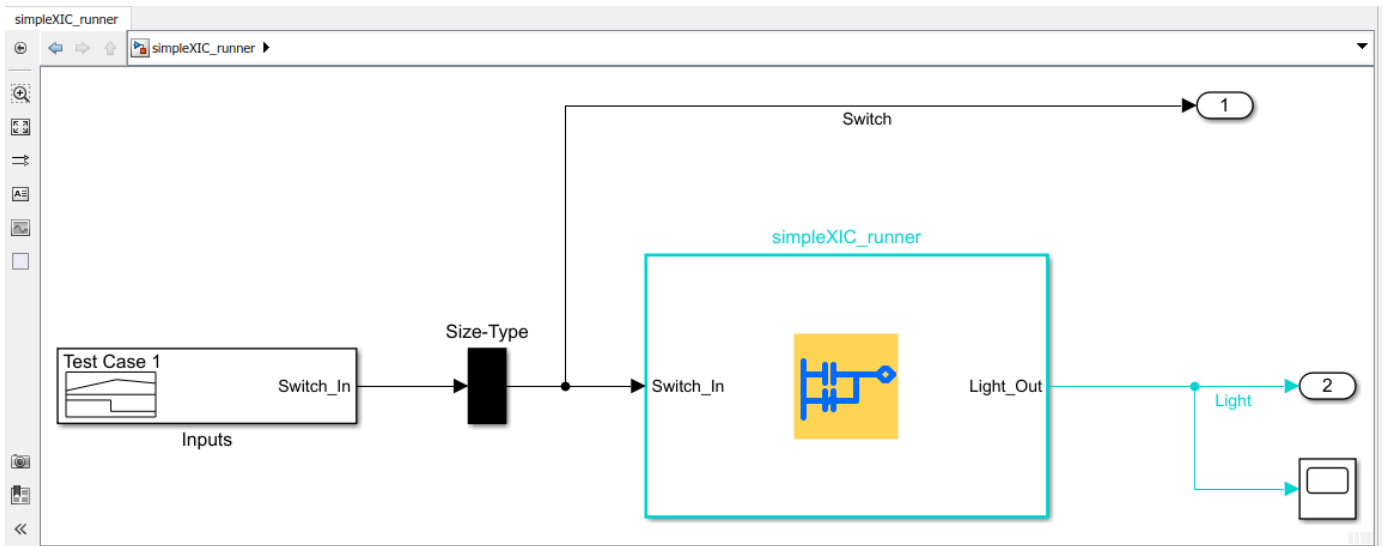 simpleXIC_runner
simpleXIC_runner
1
Switch
simpleXIC_runner
Size-Type
Test Case 1
Switch_In
Switch_In
Light_Out
2
Light
Inputs